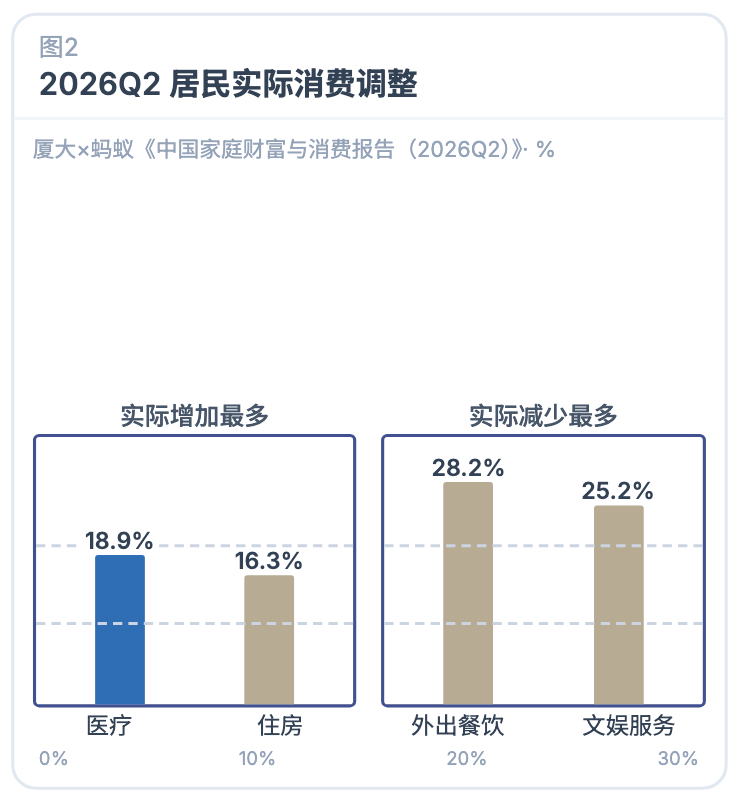 图2
2026Q2 居民实际消费调整
厦大×蚂蚁《中国家庭财富与消费报告（2026Q2）》· %
实际增加最多 实际减少最多
28.2%
25.2%
18.9%
16.3%
医疗 住房 外出餐饮 文娱服务
0% 10% 20% 30%